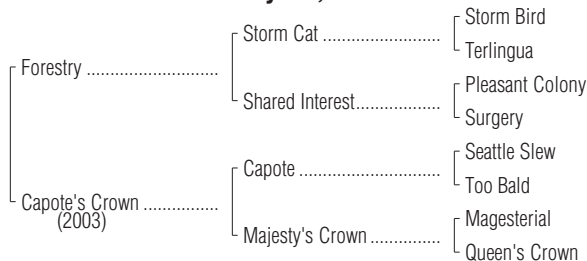 Storm Bird
Storm Cat ............................
Terlingua
Forestry ...............................
Pleasant Colony
Shared Interest....................
Surgery
Seattle Slew
Capote .................................
Too Bald
Capote's Crown ..................
(2003)
Magesterial
Majesty's Crown ................
Queen's Crown